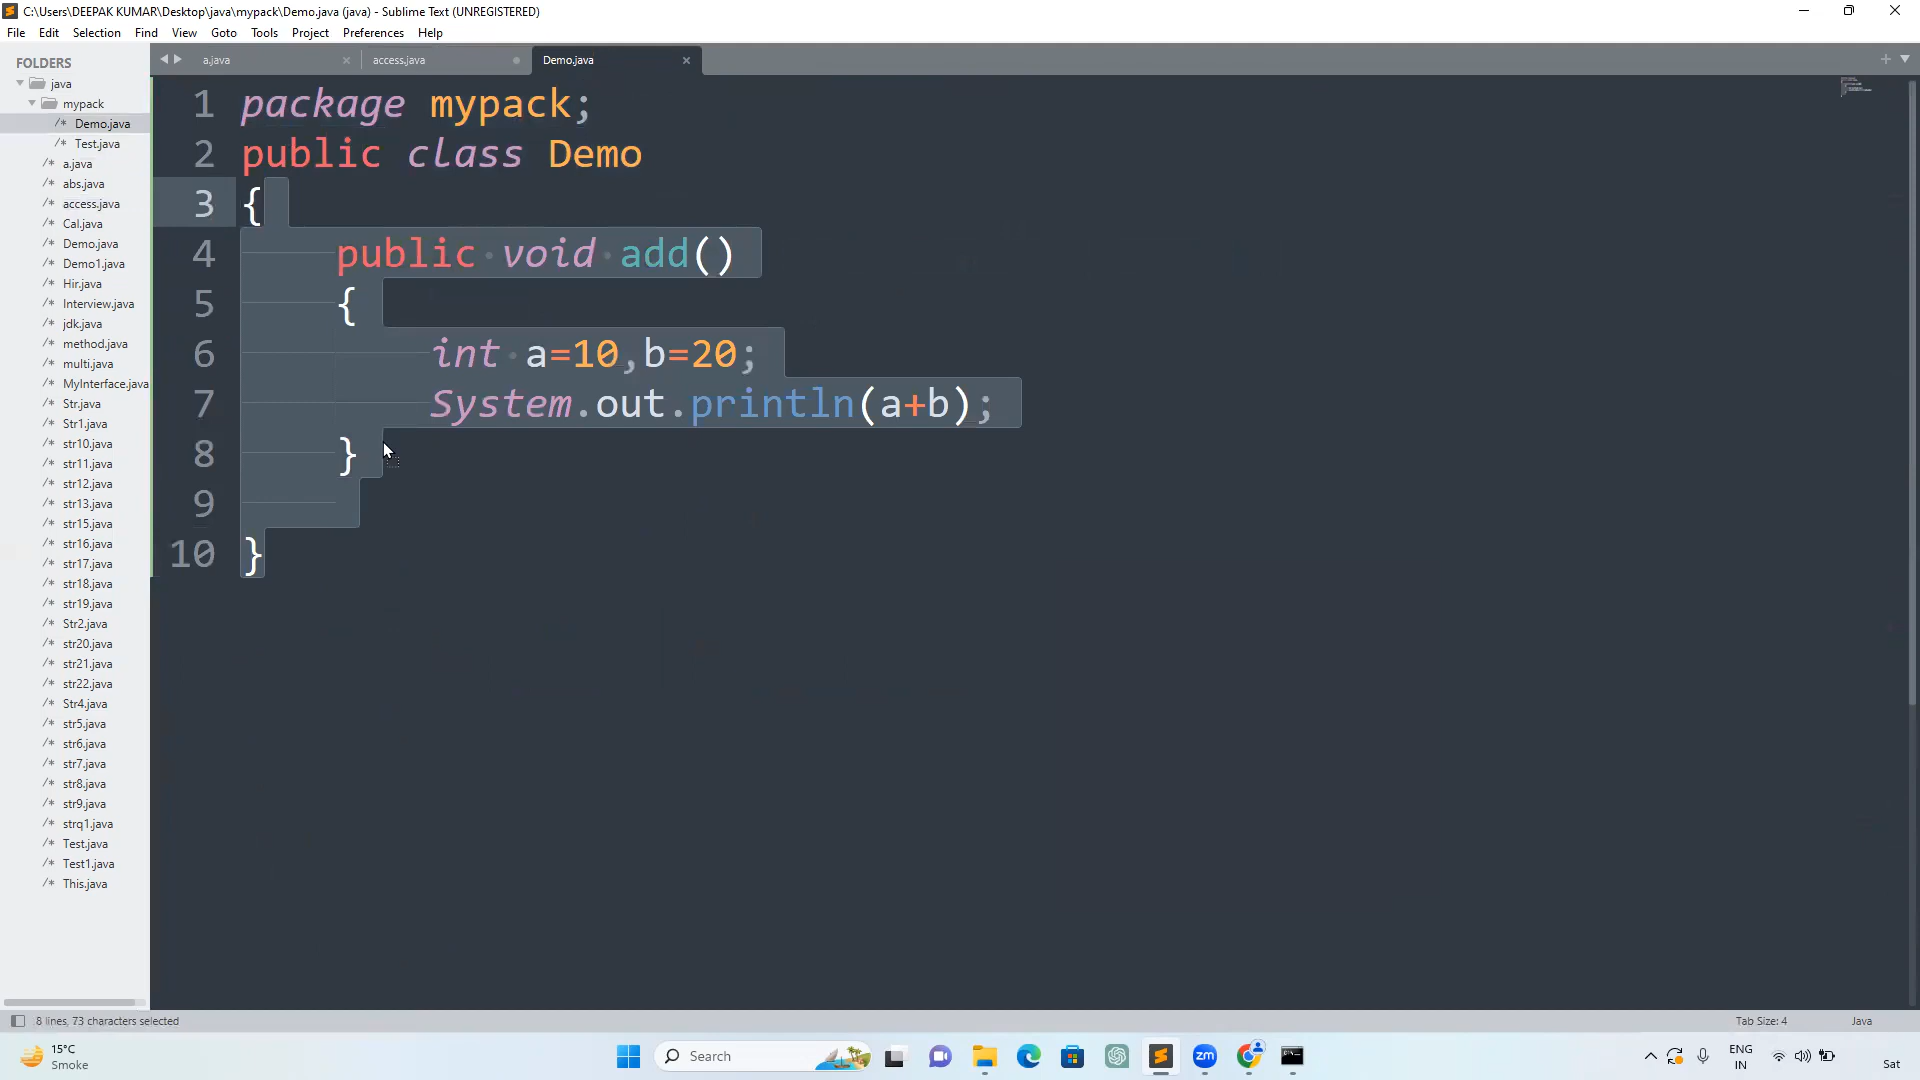 C:\Users\DEEPAK KUMAR\Desktop\java\mypack\Demo.java (java) - Sublime Text (UNREGISTERED)
File Edit Selection Find View Goto Tools Project Preferences Help
FOLDERS
java
mypack
/* Demo.java
/* Test.java
/* a.java
/* abs.java
/* access.java
/* Cal.java
/* Demo.java
/* Demo1.java
/* Hir.java
/* Interview.java
/* jdk.java
/* method.java
/* multi.java
/* MyInterface.java
/* Str.java
/* Str1.java
/* str10.java
/* str11.java
/* str12.java
/* str13.java
/* str15.java
/* str16.java
/* str17.java
/* str18.java
/* str19.java
/* Str2.java
/* str20.java
/* str21.java
/* str22.java
/* Str4.java
/* str5.java
/* str6.java
/* str7.java
/* str8.java
/* str9.java
/* strq1.java
/* Test.java
/* Test1.java
/* This.java
a.java access.java Demo.java
1 package mypack;
2 public class Demo
3 {
4 public void add()
5 {
6 int a=10,b=20;
7 System.out.println(a+b);
8 }
9
10 }
8 lines, 73 characters selected Tab Size: 4 Java
15°C
Smoke
Search
zm
ENG
IN
Sat